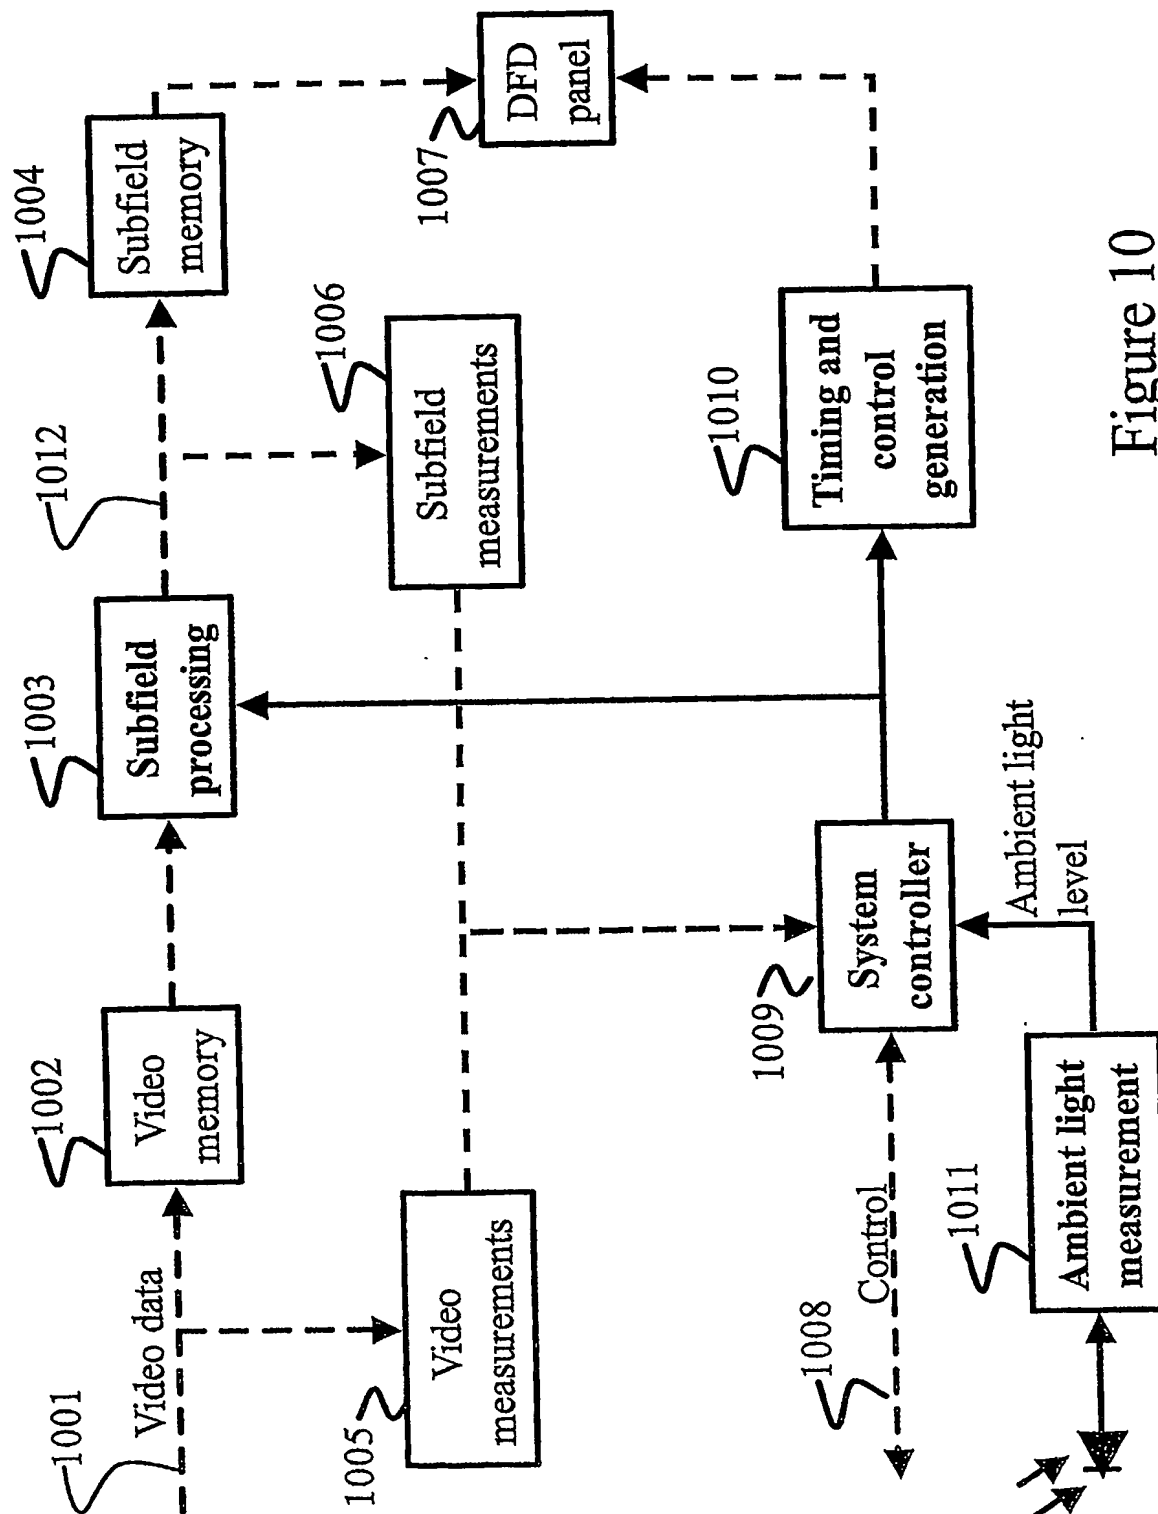 1001
Video data
1002
Video
memory
1003
Subfield
processing
1012
1004
Subfield
memory
1005
Video
measurements
1006
Subfield
measurements
1007
DFD
panel
1008
Control
1009
System
controller
1010
Timing and
control
generation
1011
Ambient light
measurement
Ambient light
level
Figure 10